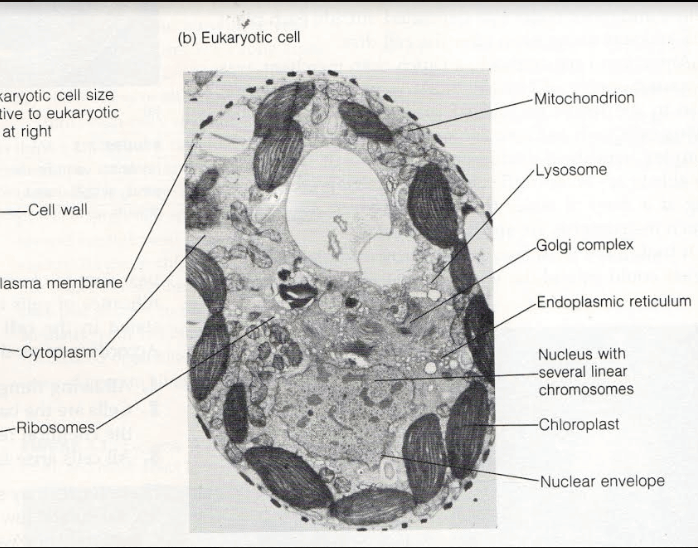 (b) Eukaryotic cell
karyotic cell size
tive to eukaryotic
at right
Cell wall
lasma membrane
Cytoplasm
Ribosomes
Mitochondrion
Lysosome
Golgi complex
Endoplasmic reticulum
Nucleus with
several linear
chromosomes
Chloroplast
Nuclear envelope